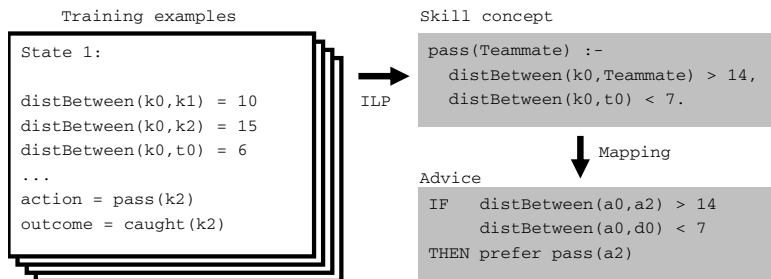 Training examples
State 1:
distBetween(k0,k1) = 10
distBetween(k0,k2) = 15
distBetween(k0,t0) = 6
...
action = pass(k2)
outcome = caught(k2)
ILP
Skill concept
pass(Teammate) :-
distBetween(k0,Teammate) > 14,
distBetween(k0,t0) < 7.
Mapping
Advice
IF distBetween(a0,a2) > 14
distBetween(a0,d0) < 7
THEN prefer pass(a2)